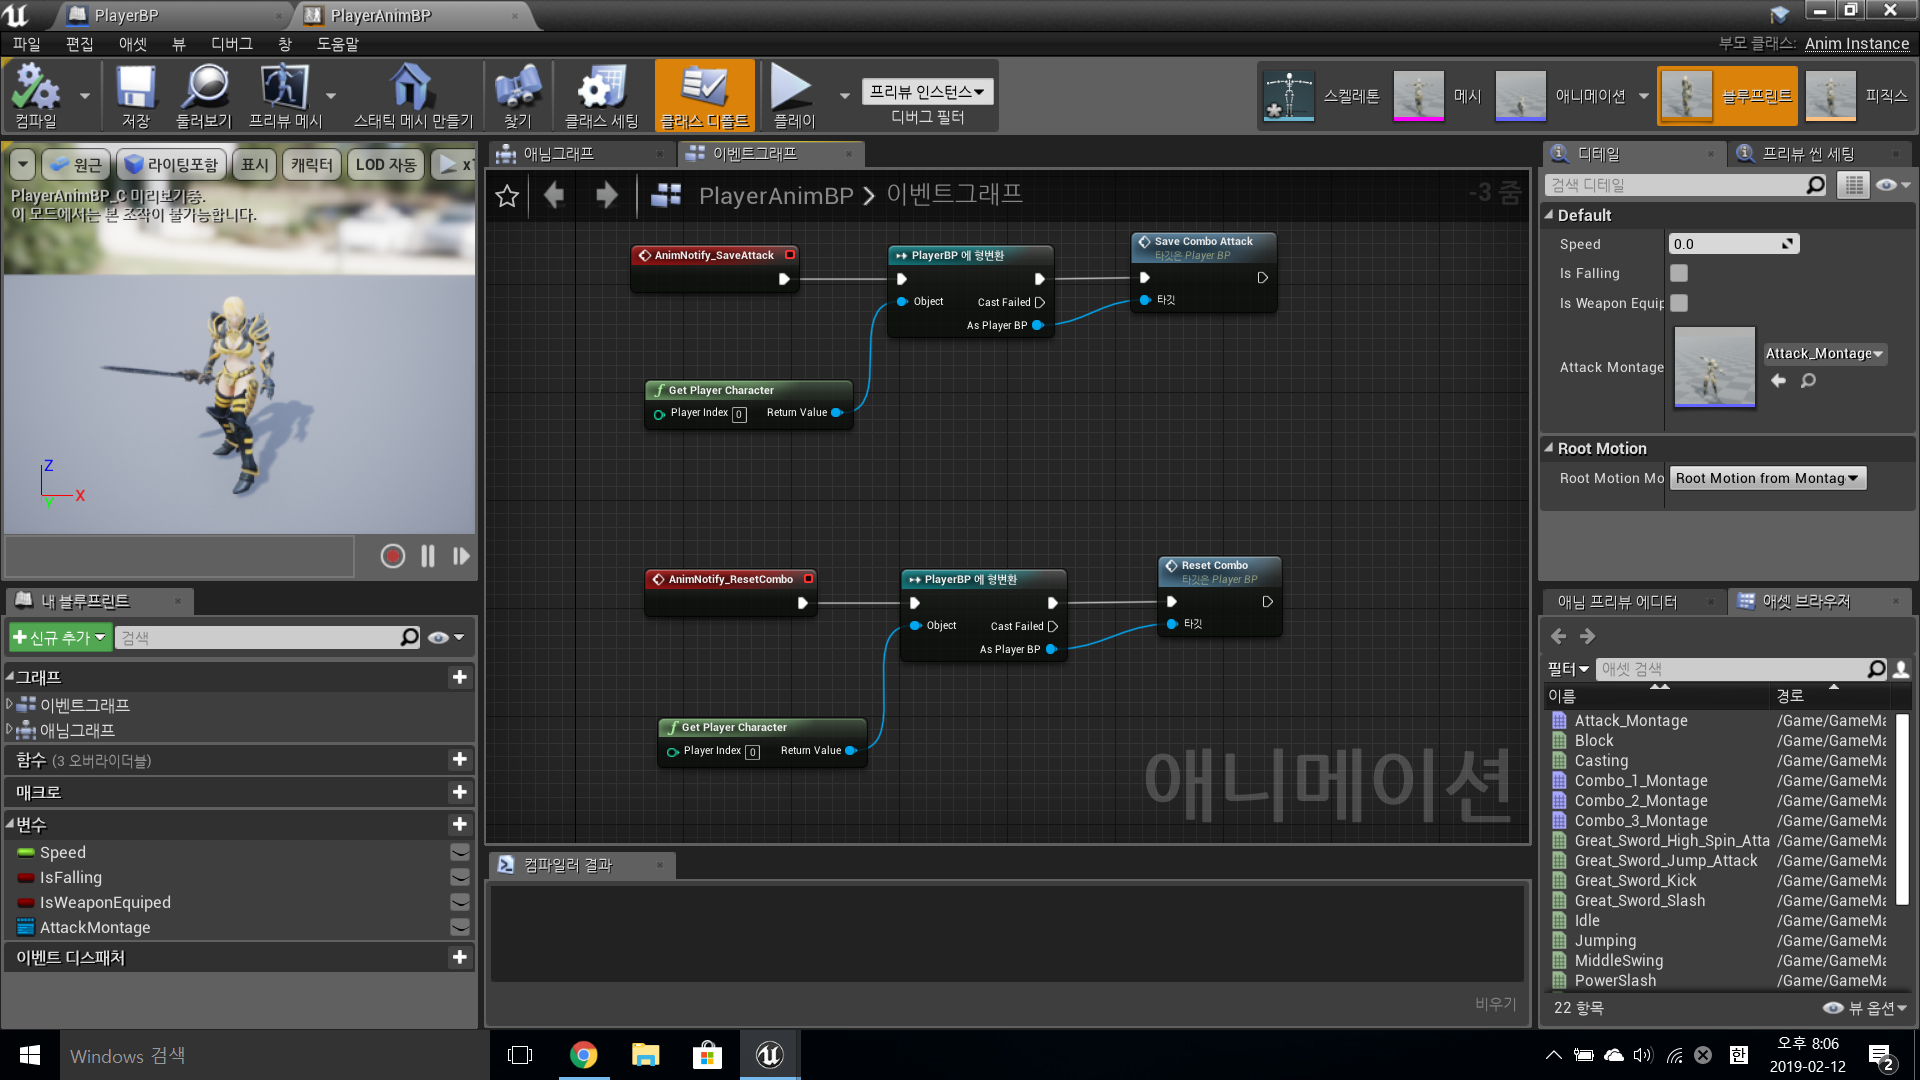 PlayerBP
PlayerAnimBP
파일 편집 애셋 뷰 디버그 창 도움말
부모 클래스: Anim Instance
컴파일
저장
둘러보기
프리뷰 메시
스태틱 메시 만들기
찾기
클래스 세팅
클래스 디폴트
플레이
프리뷰 인스턴스
디버그 필터
스켈레톤
메시
애니메이션
블루프린트
피직스
원근
라이팅포함
표시
캐릭터
LOD 자동
PlayerAnimBP_C 미리보기중.
이 모드에서는 본 조작이 불가능합니다.
Z
X
Y
애님그래프
이벤트그래프
PlayerAnimBP > 이벤트그래프
-3 줌
AnimNotify_SaveAttack
PlayerBP 에 형변환
Object
Cast Failed
As Player BP
Save Combo Attack
타깃은 Player BP
타깃
Get Player Character
Player Index 0 Return Value
AnimNotify_ResetCombo
PlayerBP 에 형변환
Object
Cast Failed
As Player BP
Reset Combo
타깃은 Player BP
타깃
Get Player Character
Player Index 0 Return Value
애니메이션
내 블루프린트
신규 추가
검색
그래프
이벤트그래프
애님그래프
함수 (3 오버라이더블)
매크로
변수
Speed
IsFalling
IsWeaponEquiped
AttackMontage
이벤트 디스패처
컴파일러 결과
비우기
디테일
프리뷰 씬 세팅
검색 디테일
Default
Speed 0.0
Is Falling
Is Weapon Equip
Attack Montage
Attack_Montage
Root Motion
Root Motion Mo
Root Motion from Montag
애님 프리뷰 에디터
애셋 브라우저
필터
애셋 검색
이름 경로
Attack_Montage /Game/GameMa
Block /Game/GameMa
Casting /Game/GameMa
Combo_1_Montage /Game/GameMa
Combo_2_Montage /Game/GameMa
Combo_3_Montage /Game/GameMa
Great_Sword_High_Spin_Atta /Game/GameMa
Great_Sword_Jump_Attack /Game/GameMa
Great_Sword_Kick /Game/GameMa
Great_Sword_Slash /Game/GameMa
Idle /Game/GameMa
Jumping /Game/GameMa
MiddleSwing /Game/GameMa
PowerSlash /Game/GameMa
22 항목
뷰 옵션
Windows 검색
한
오후 8:06
2019-02-12
2